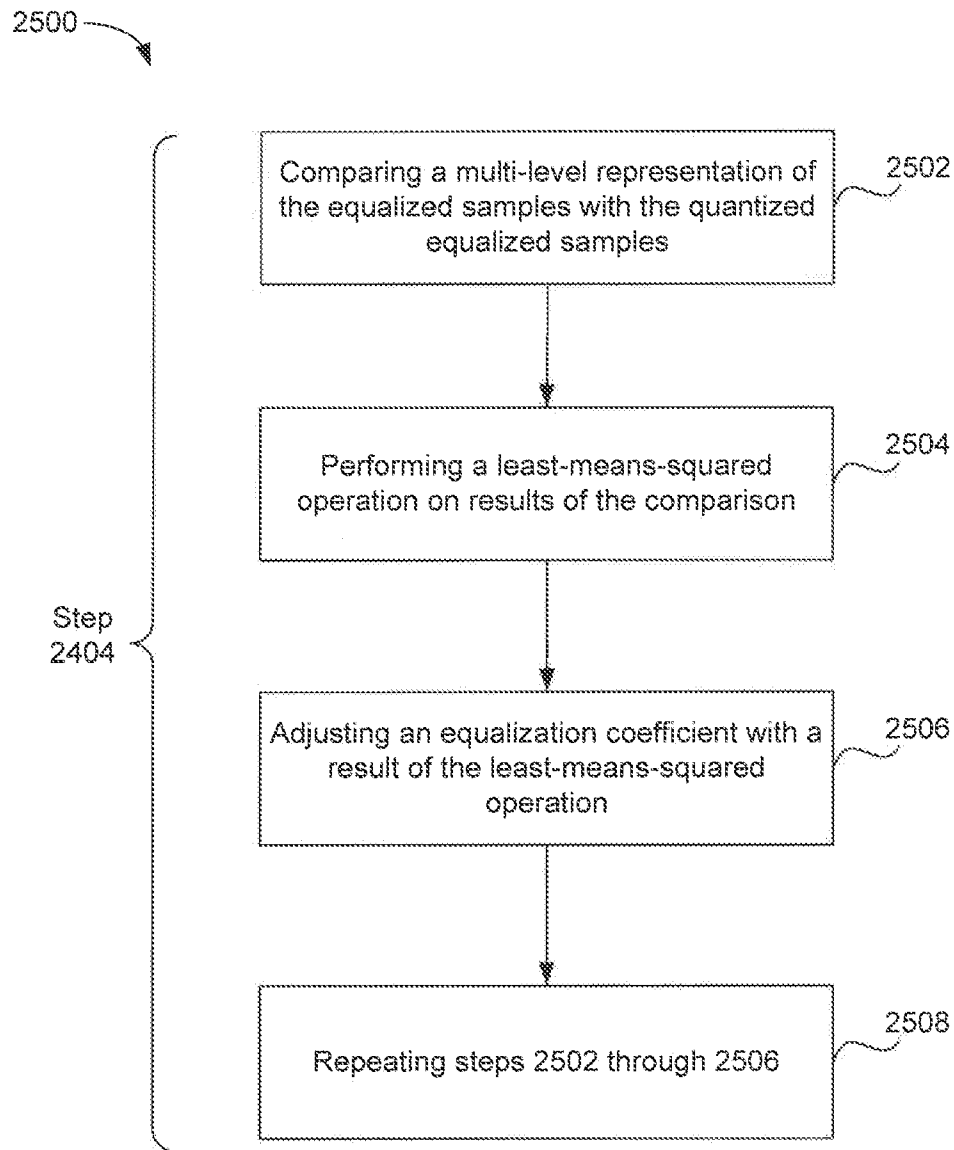 2500
Comparing a multi-level representation of
the equalized samples with the quantized
equalized samples
2502
Performing a least-means-squared
operation on results of the comparison
2504
Step
2404
Adjusting an equalization coefficient with a
result of the least-means-squared
operation
2506
Repeating steps 2502 through 2506
2508